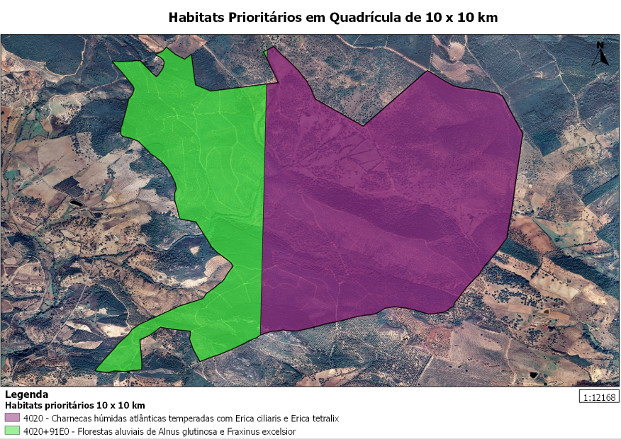 Habitats Prioritários em Quadrícula de 10 x 10 km
N
Legenda
Habitats prioritários 10 x 10 km
1:12168
4020 - Charnecas húmidas atlânticas temperadas com Erica ciliaris e Erica tetralix
4020+91E0 - Florestas aluviais de Alnus glutinosa e Fraxinus excelsior